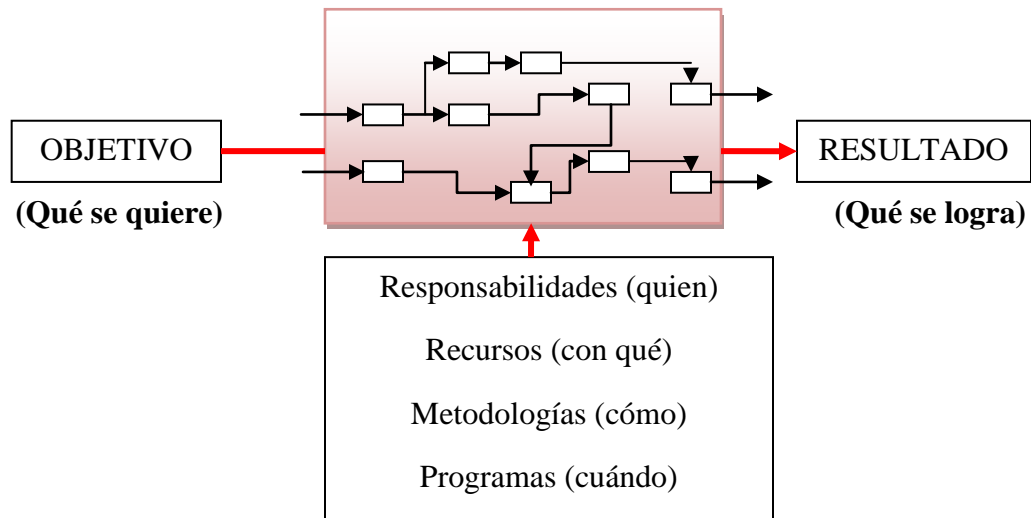 OBJETIVO
(Qué se quiere)
RESULTADO
(Qué se logra)
Responsabilidades (quien)
Recursos (con qué)
Metodologías (cómo)
Programas (cuándo)